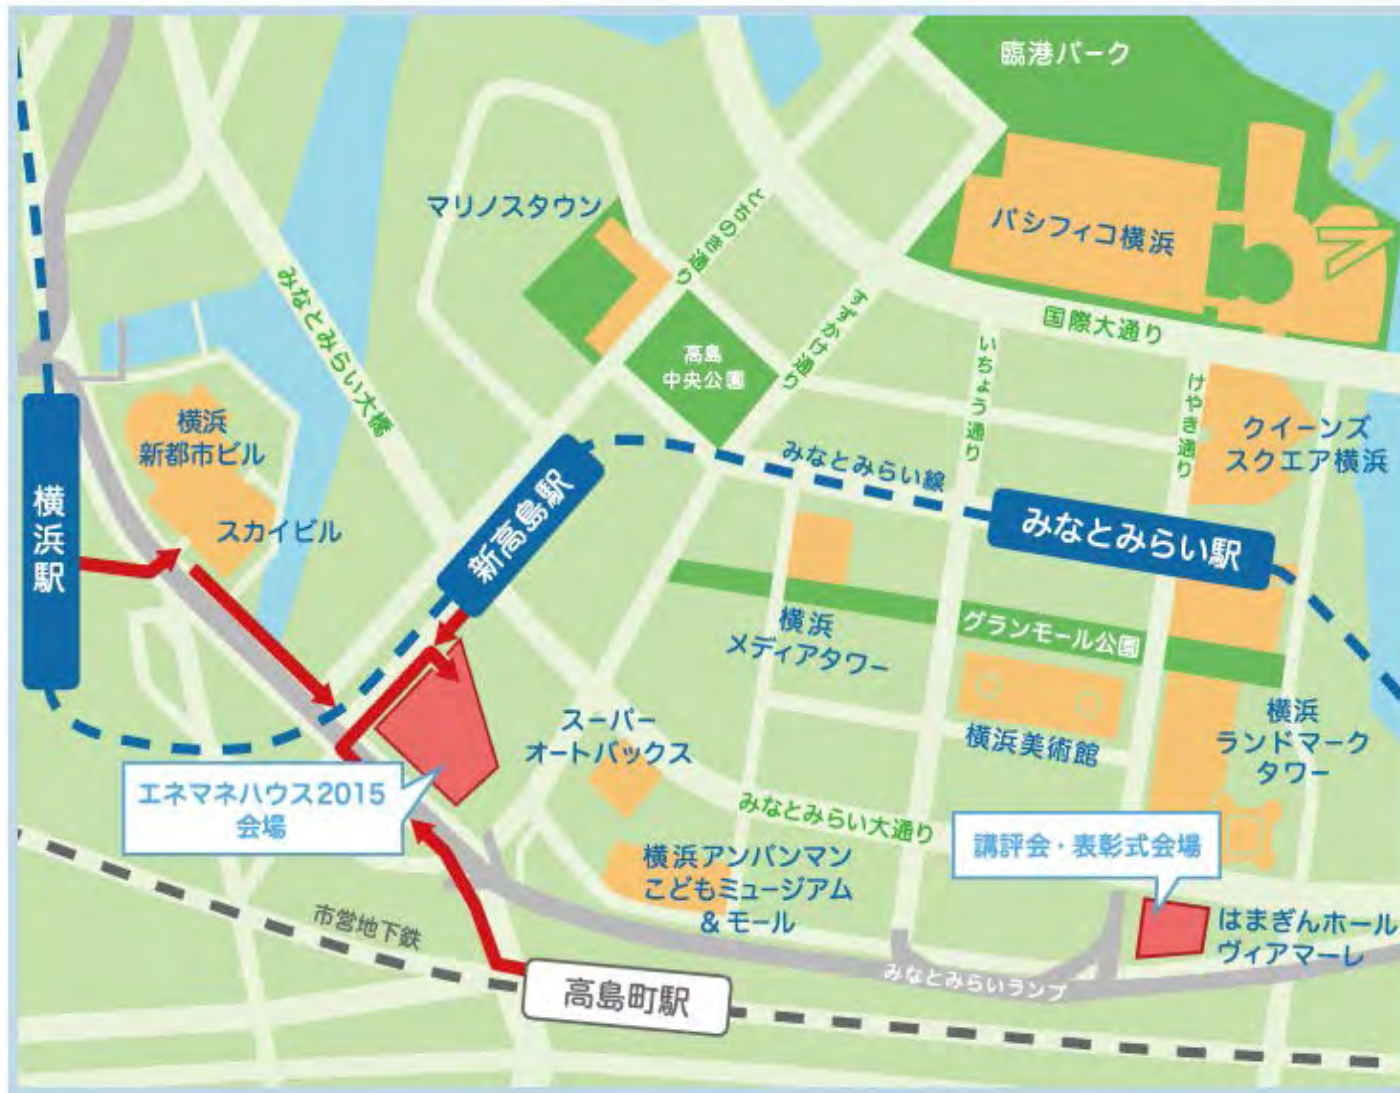 臨港パーク
パシフィコ横浜
マリノスタウン
とちのき通り
みなとみらい大橋
すずかけ通り
国際大通り
いちょう通り
けやき通り
高島
中央公園
横浜
新都市ビル
クイーンズ
スクエア横浜
みなとみらい線
横浜駅
新高島駅
スカイビル
みなとみらい駅
横浜
メディアタワー
グランモール公園
スーパー
オートバックス
横浜美術館
横浜
ランドマーク
タワー
エネマネハウス2015
会場
みなとみらい大通り
講評会・表彰式会場
横浜アンパンマン
こどもミュージアム
& モール
市営地下鉄
はまぎんホール
ヴィアマーレ
みなとみらいランプ
高島町駅